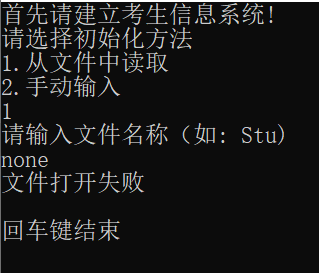 首先请建立考生信息系统!
请选择初始化方法
1.从文件中读取
2.手动输入
1
请输入文件名称（如: Stu)
none
文件打开失败
回车键结束